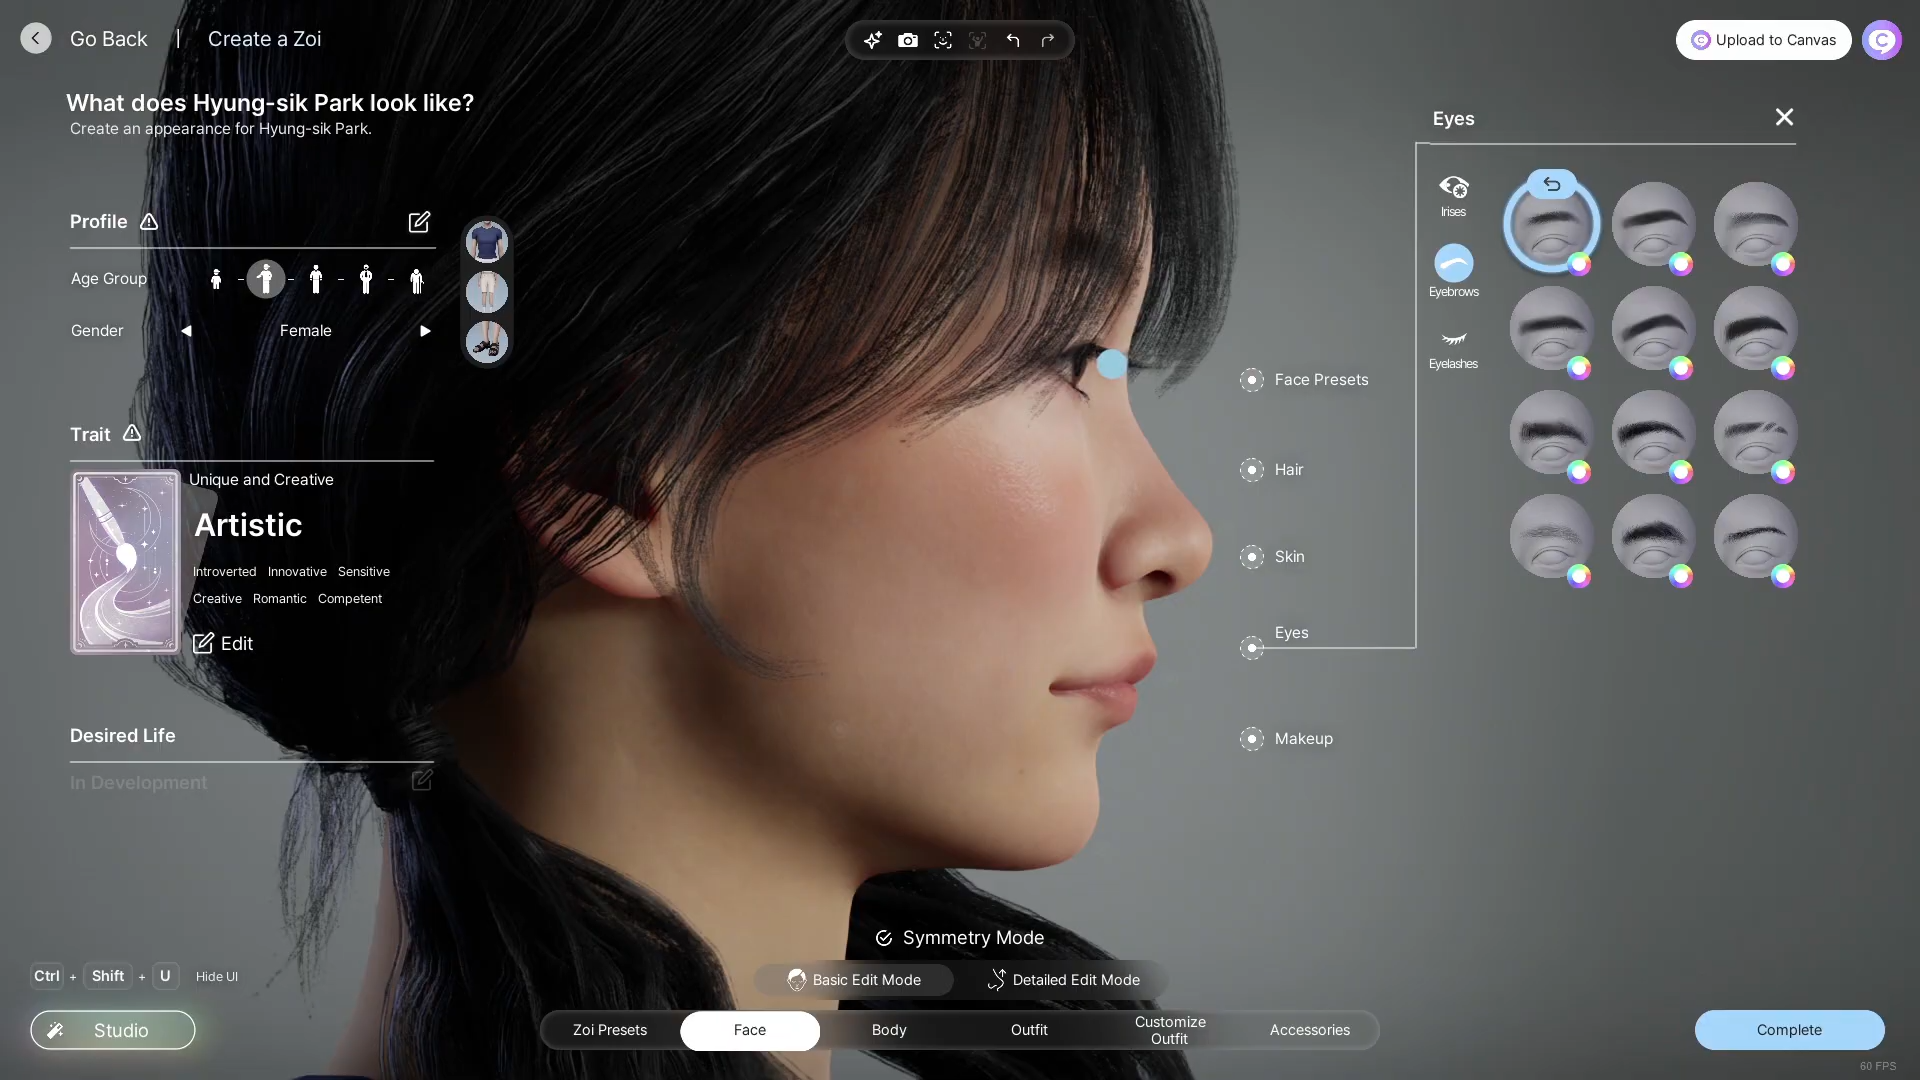 Go Back | Create a Zoi
Upload to Canvas
What does Hyung-sik Park look like?
Create an appearance for Hyung-sik Park.
Profile
Age Group
Gender
Female
Trait
Unique and Creative
Artistic
Introverted Innovative Sensitive
Creative Romantic Competent
Edit
Desired Life
In Development
Ctrl + Shift + U Hide UI
Studio
Face Presets
Hair
Skin
Eyes
Makeup
Eyes
Irises
Eyebrows
Eyelashes
Symmetry Mode
Basic Edit Mode
Detailed Edit Mode
Zoi Presets
Face
Body
Outfit
Customize
Outfit
Accessories
Complete
60 FPS